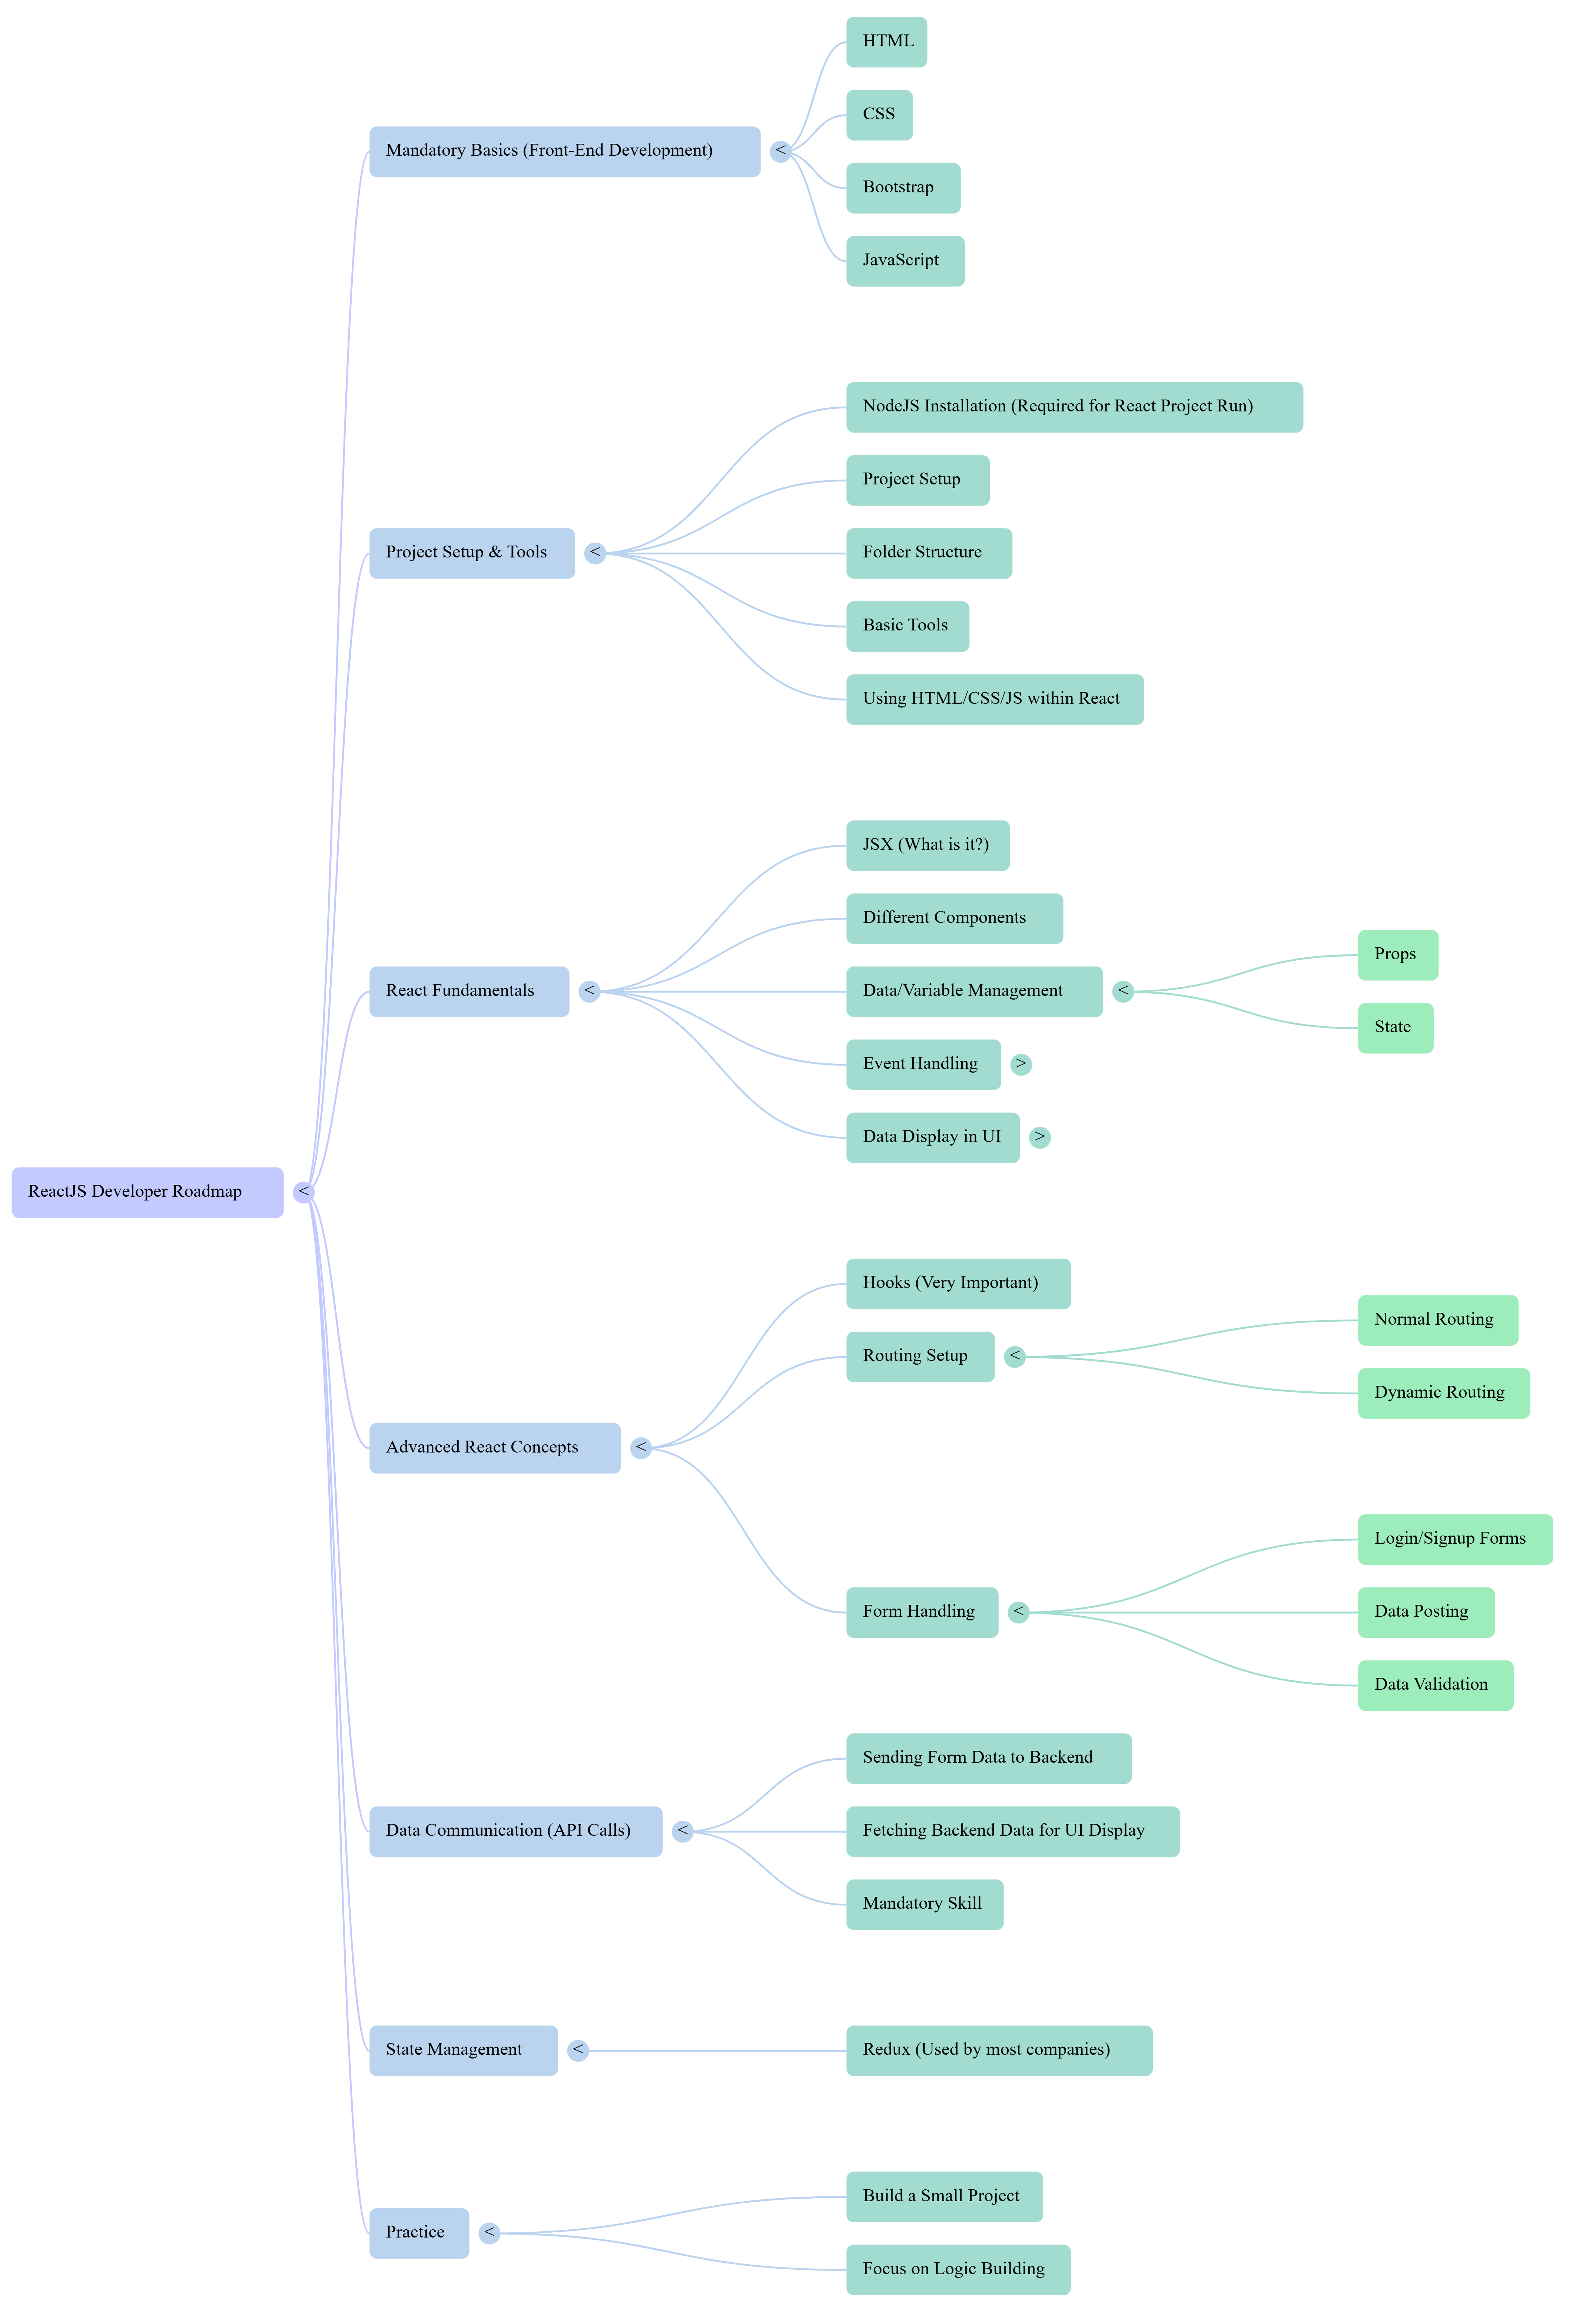 ReactJS Developer Roadmap
<
Mandatory Basics (Front-End Development)
<
HTML
CSS
Bootstrap
JavaScript
Project Setup & Tools
<
NodeJS Installation (Required for React Project Run)
Project Setup
Folder Structure
Basic Tools
Using HTML/CSS/JS within React
React Fundamentals
<
JSX (What is it?)
Different Components
Data/Variable Management
<
Props
State
Event Handling
>
Data Display in UI
>
Advanced React Concepts
<
Hooks (Very Important)
Routing Setup
<
Normal Routing
Dynamic Routing
Form Handling
<
Login/Signup Forms
Data Posting
Data Validation
Data Communication (API Calls)
<
Sending Form Data to Backend
Fetching Backend Data for UI Display
Mandatory Skill
State Management
<
Redux (Used by most companies)
Practice
<
Build a Small Project
Focus on Logic Building